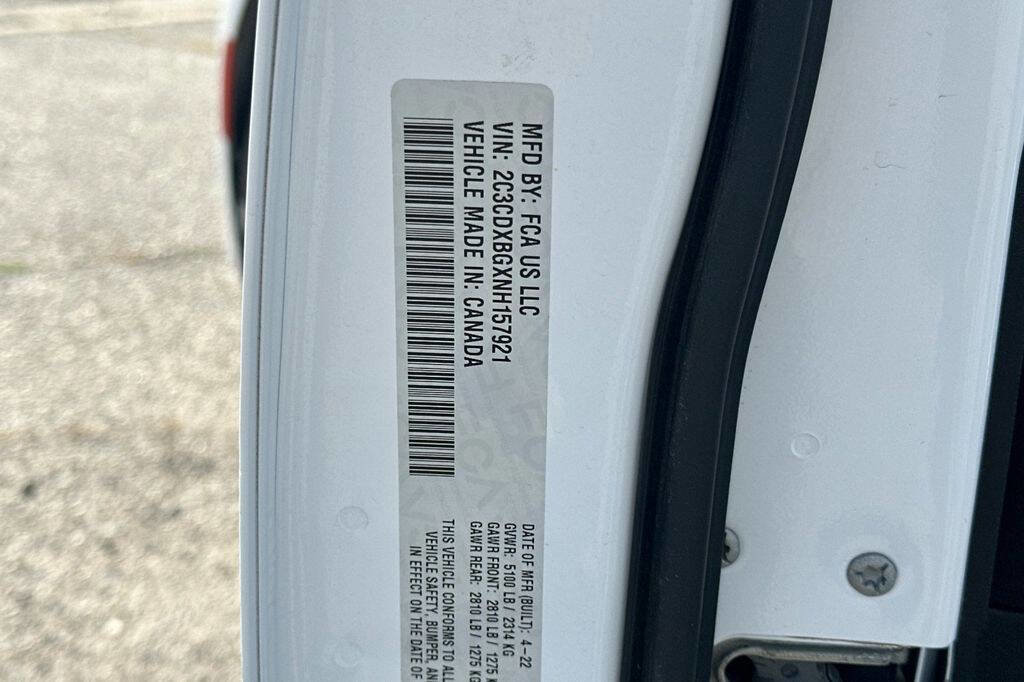 MFD BY: FCA US LLC
VIN: 2C3CDXBGXNH157921
VEHICLE MADE IN: CANADA
DATE OF MFR (BUILT): 4-22
GVWR: 5100 LB / 2314 KG
GAWR FRONT: 2810 LB / 1275 KG
GAWR REAR: 2810 LB / 1275 KG
THIS VEHICLE CONFORMS TO ALL
VEHICLE SAFETY, BUMPER, AN
IN EFFECT ON THE DATE OF